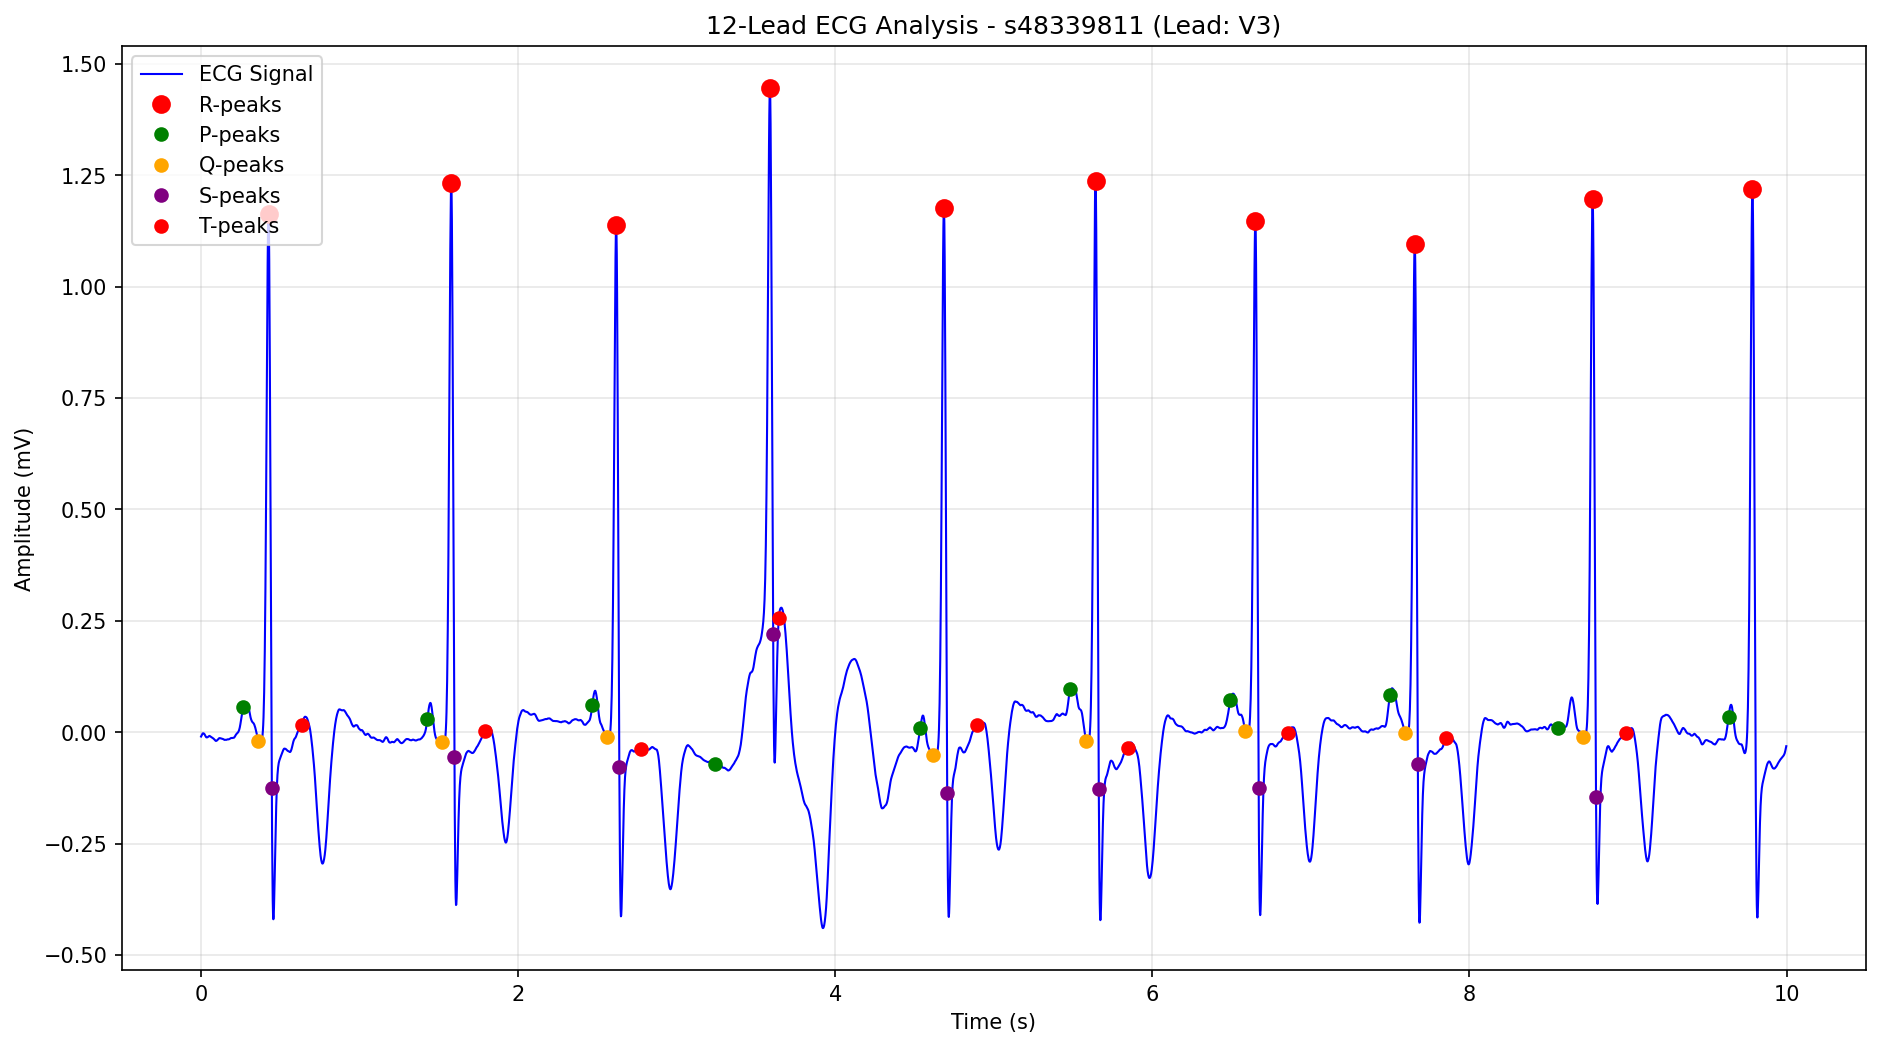 12-Lead ECG Analysis - s48339811 (Lead: V3)
ECG Signal
R-peaks
P-peaks
Q-peaks
S-peaks
T-peaks
Amplitude (mV)
1.50
1.25
1.00
0.75
0.50
0.25
0.00
−0.25
−0.50
0 2 4 6 8 10
Time (s)